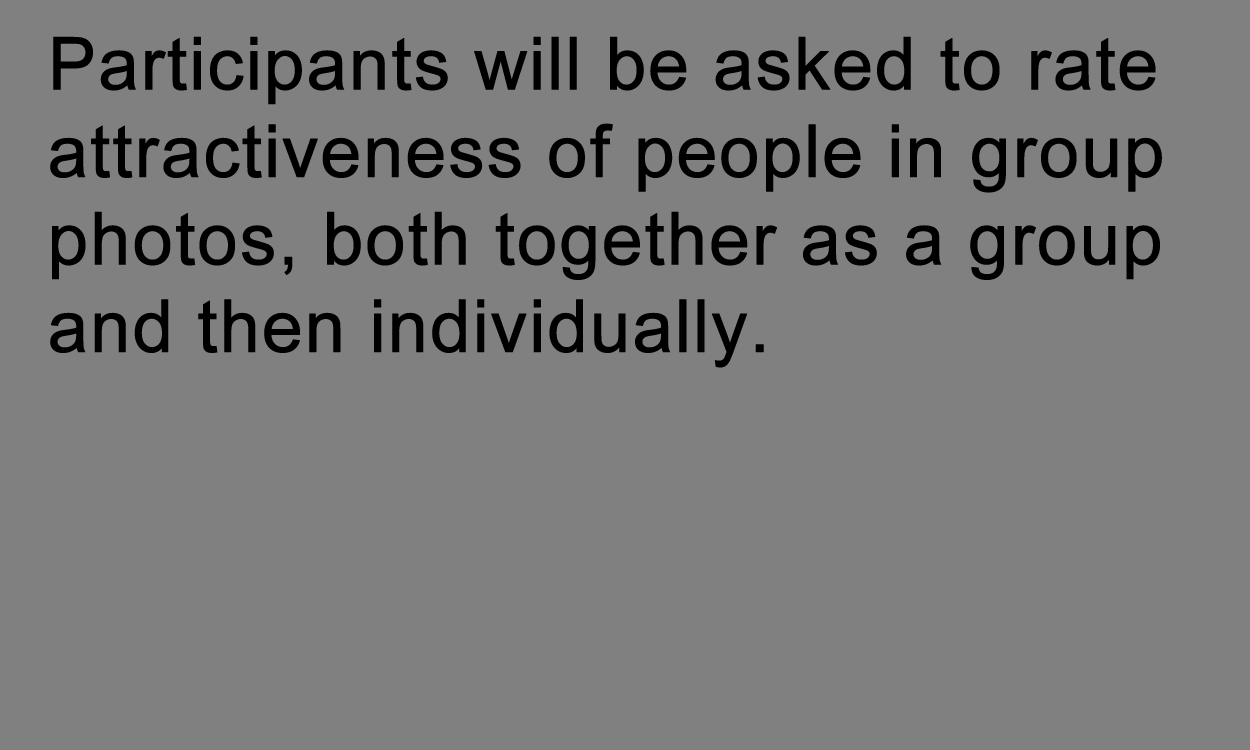 Participants will be asked to rate
attractiveness of people in group
photos, both together as a group
and then individually.